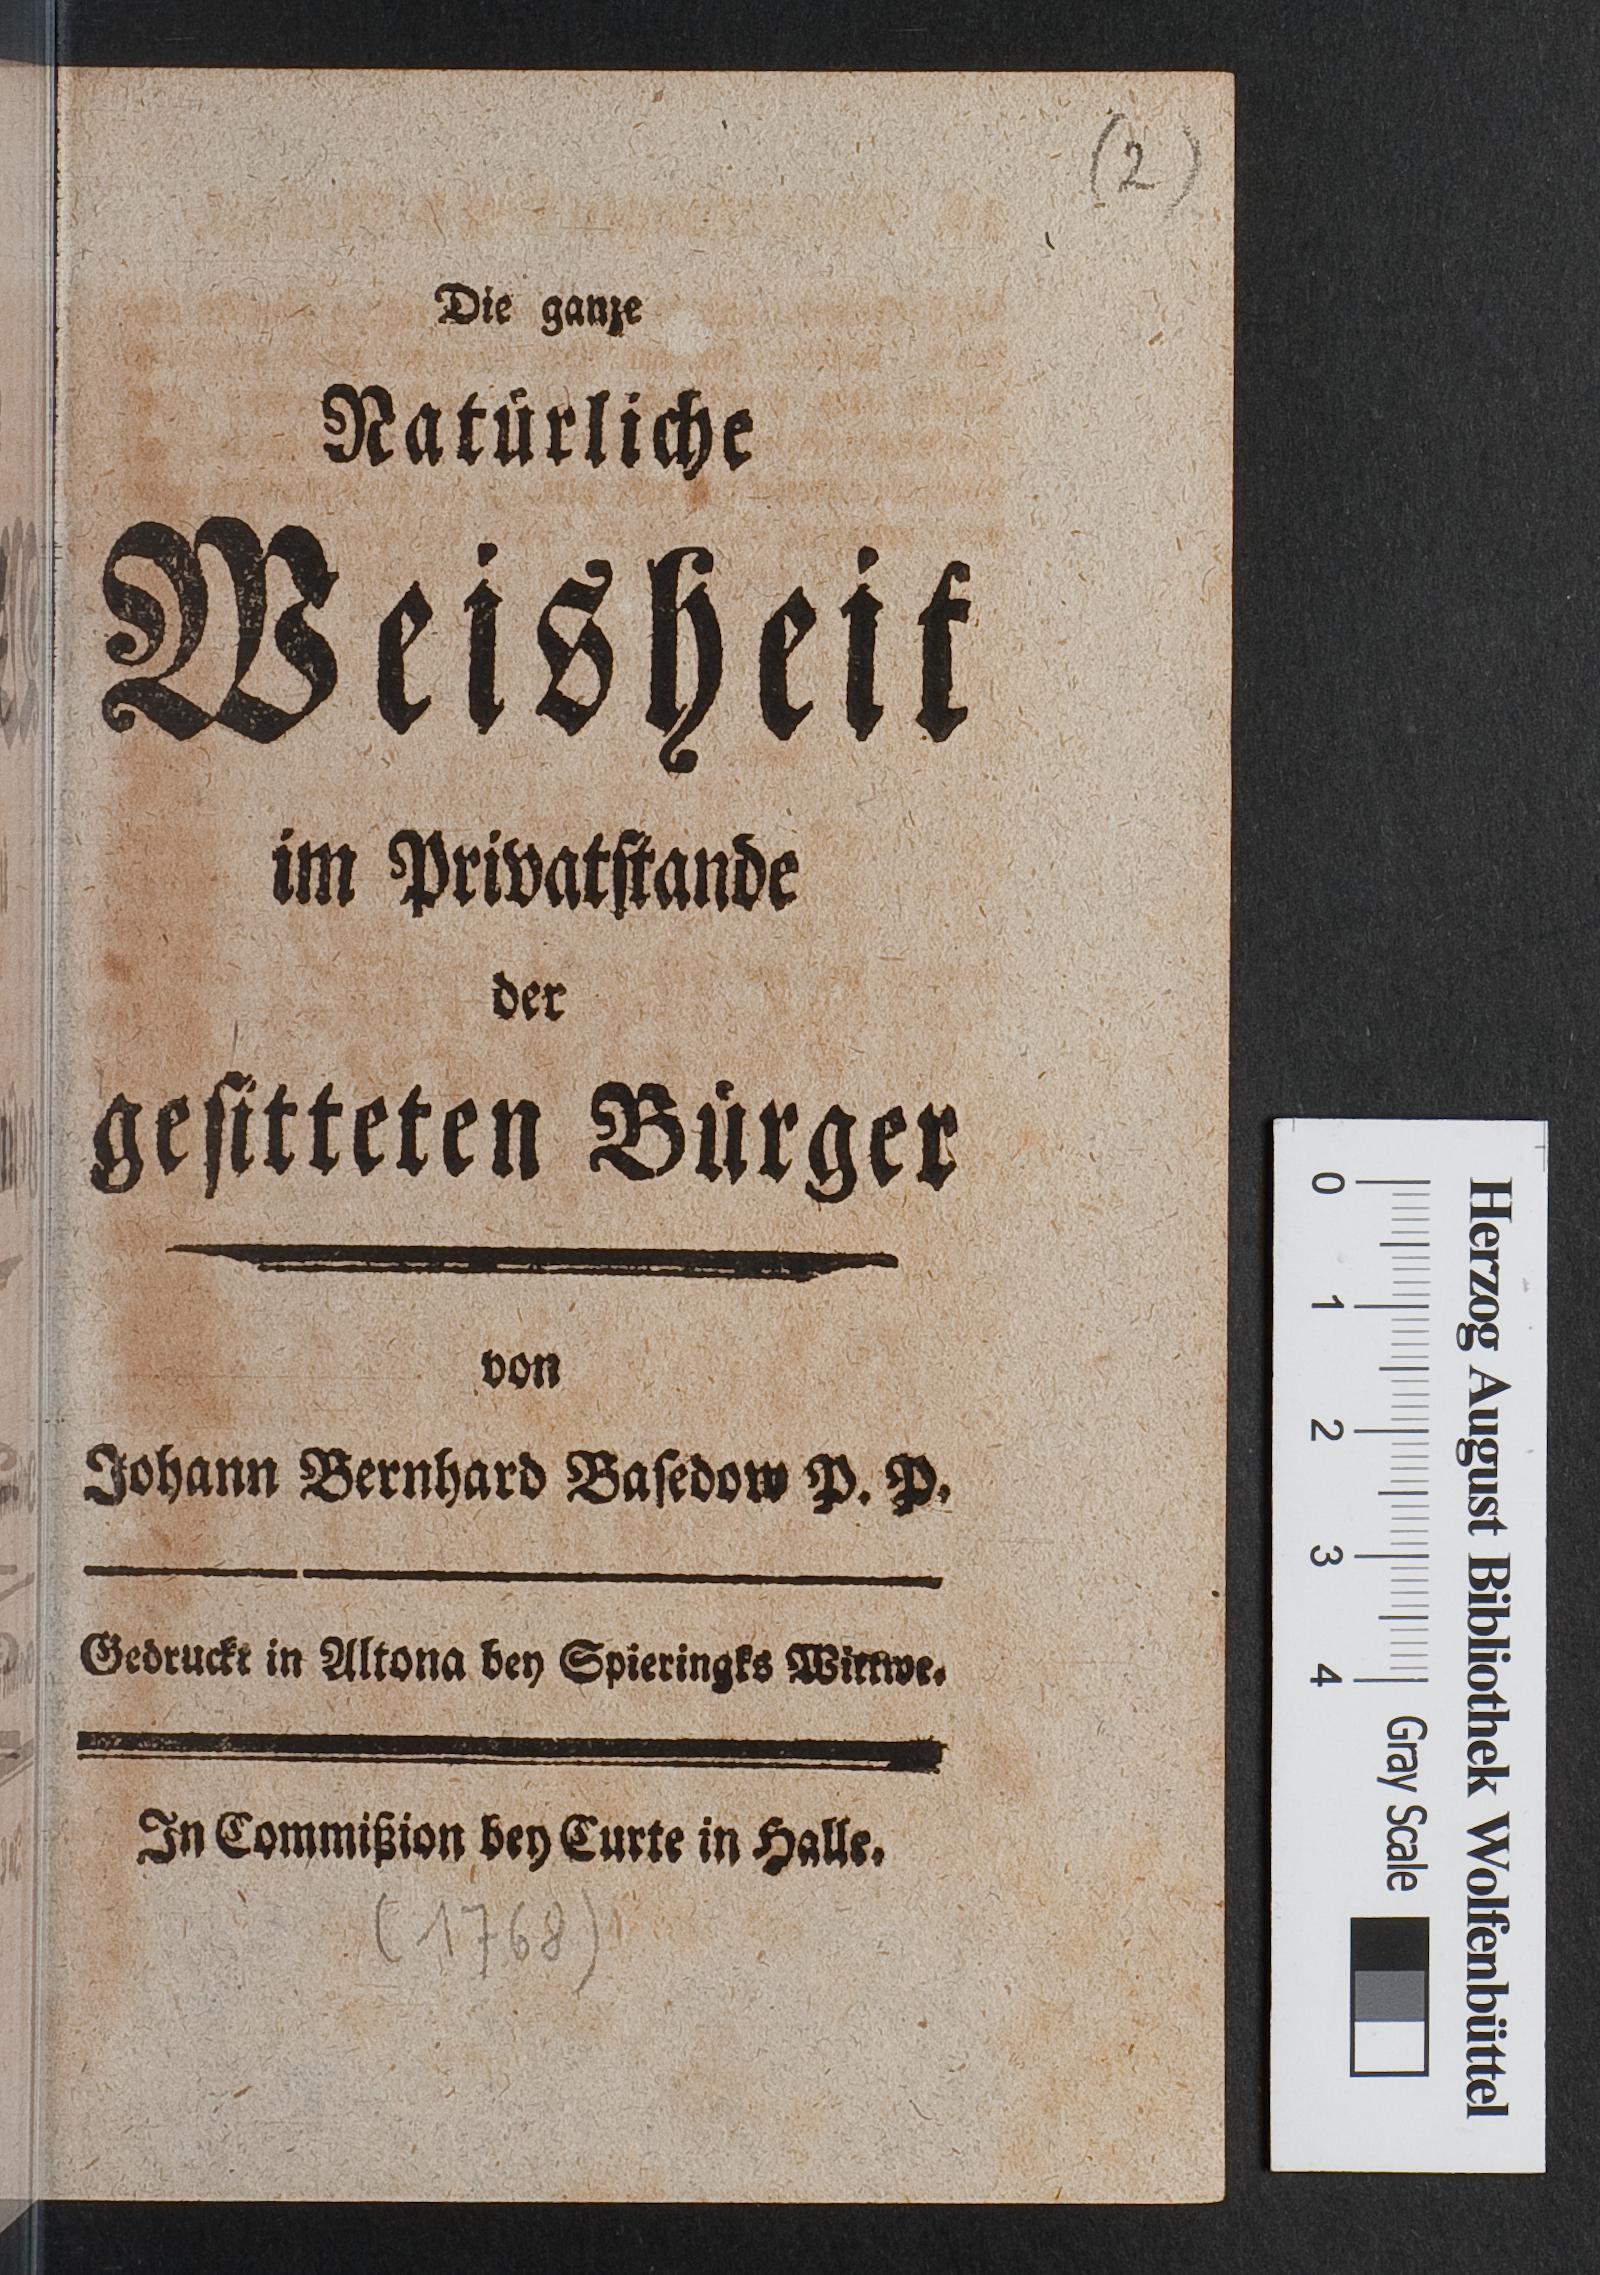 (2)
Die ganze
Natürliche
Weisheit
im Privatstande
der
gesitteten Bürger
von
Johann Bernhard Basedow P. P.
Gedruckt in Altona bey Spieringks Wittwe.
In Commißion bey Curte in Halle.
(1768)
Herzog August Bibliothek Wolfenbüttel
0 1 2 3 4 Gray Scale